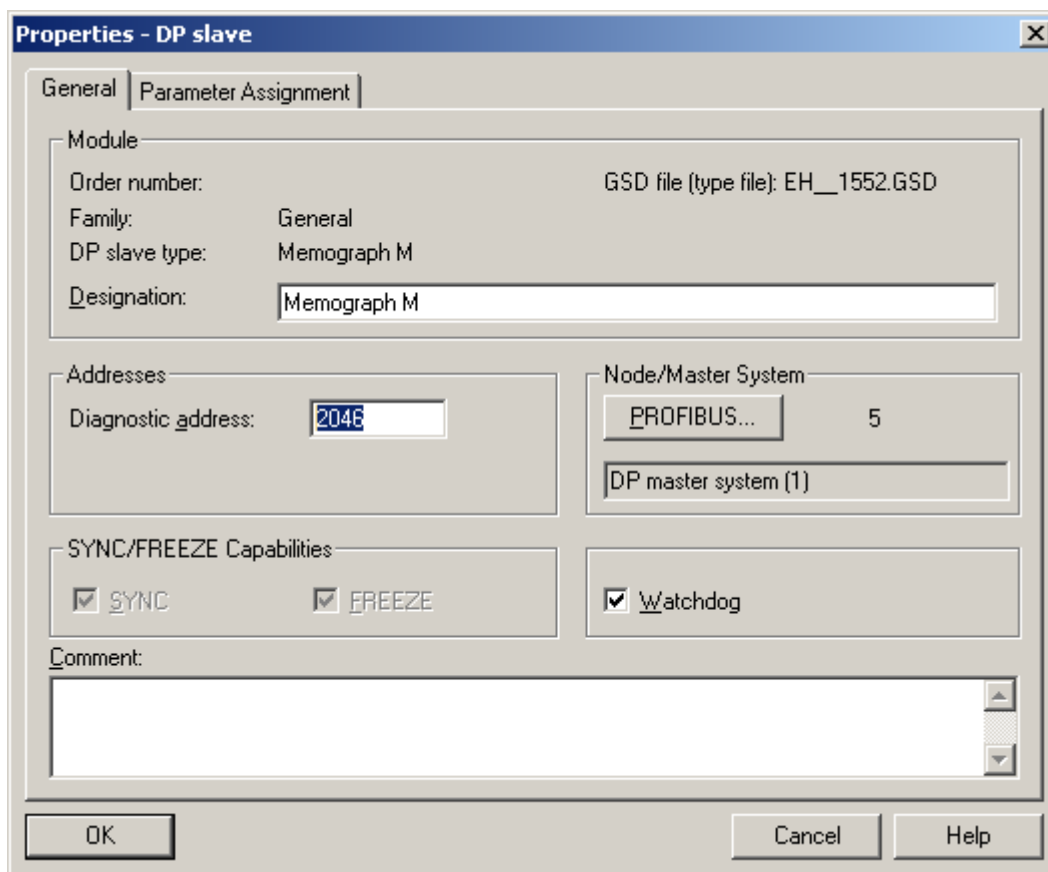 Properties - DP slave
General
Parameter Assignment
Module
Order number:
GSD file (type file): EH__1552.GSD
Family: General
DP slave type: Memograph M
Designation: Memograph M
Addresses
Diagnostic address: 2046
Node/Master System
PROFIBUS... 5
DP master system (1)
SYNC/FREEZE Capabilities
SYNC FREEZE
Watchdog
Comment:
OK Cancel Help